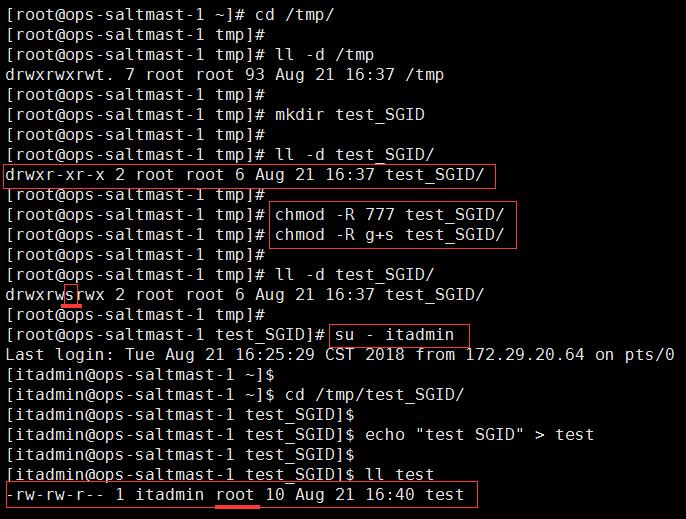 [root@ops-saltmast-1 ~]# cd /tmp/
[root@ops-saltmast-1 tmp]#
[root@ops-saltmast-1 tmp]# ll -d /tmp
drwxrwxrwt. 7 root root 93 Aug 21 16:37 /tmp
[root@ops-saltmast-1 tmp]#
[root@ops-saltmast-1 tmp]# mkdir test_SGID
[root@ops-saltmast-1 tmp]#
[root@ops-saltmast-1 tmp]# ll -d test_SGID/
drwxr-xr-x 2 root root 6 Aug 21 16:37 test_SGID/
[root@ops-saltmast-1 tmp]#
[root@ops-saltmast-1 tmp]# chmod -R 777 test_SGID/
[root@ops-saltmast-1 tmp]# chmod -R g+s test_SGID/
[root@ops-saltmast-1 tmp]#
[root@ops-saltmast-1 tmp]# ll -d test_SGID/
drwxrwsrwx 2 root root 6 Aug 21 16:37 test_SGID/
[root@ops-saltmast-1 tmp]#
[root@ops-saltmast-1 test_SGID]# su - itadmin
Last login: Tue Aug 21 16:25:29 CST 2018 from 172.29.20.64 on pts/0
[itadmin@ops-saltmast-1 ~]$
[itadmin@ops-saltmast-1 ~]$ cd /tmp/test_SGID/
[itadmin@ops-saltmast-1 test_SGID]$
[itadmin@ops-saltmast-1 test_SGID]$ echo "test SGID" > test
[itadmin@ops-saltmast-1 test_SGID]$
[itadmin@ops-saltmast-1 test_SGID]$ ll test
-rw-rw-r-- 1 itadmin root 10 Aug 21 16:40 test